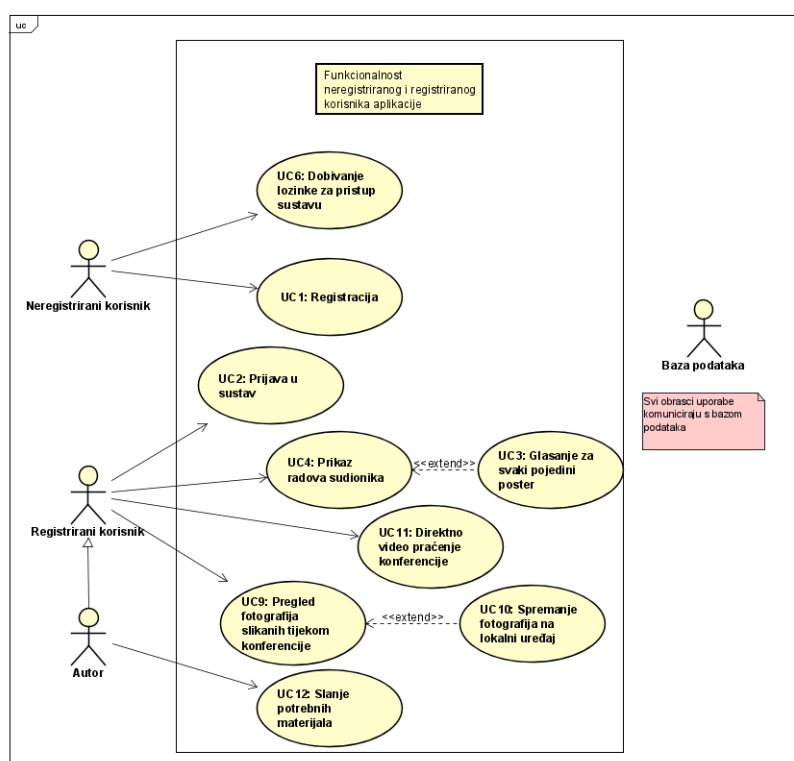 uc
Funkcionalnost
neregistriranog i registriranog
korisnika aplikacije
UC6: Dobivanje
lozinke za pristup
sustavu
Neregistrirani korisnik
UC1: Registracija
Baza podataka
Svi obrasci uporabe
komuniciraju s bazom
podataka
UC2: Prijava u
sustav
UC4: Prikaz
radova sudionika
<<extend>>
UC3: Glasanje za
svaki pojedini
poster
Registrirani korisnik
UC11: Direktno
video praćenje
konferencije
UC9: Pregled
fotografija
slikanih tijekom
konferencije
<<extend>>
UC10: Spremanje
fotografija na
lokalni uređaj
Autor
UC12: Slanje
potrebnih
materijala